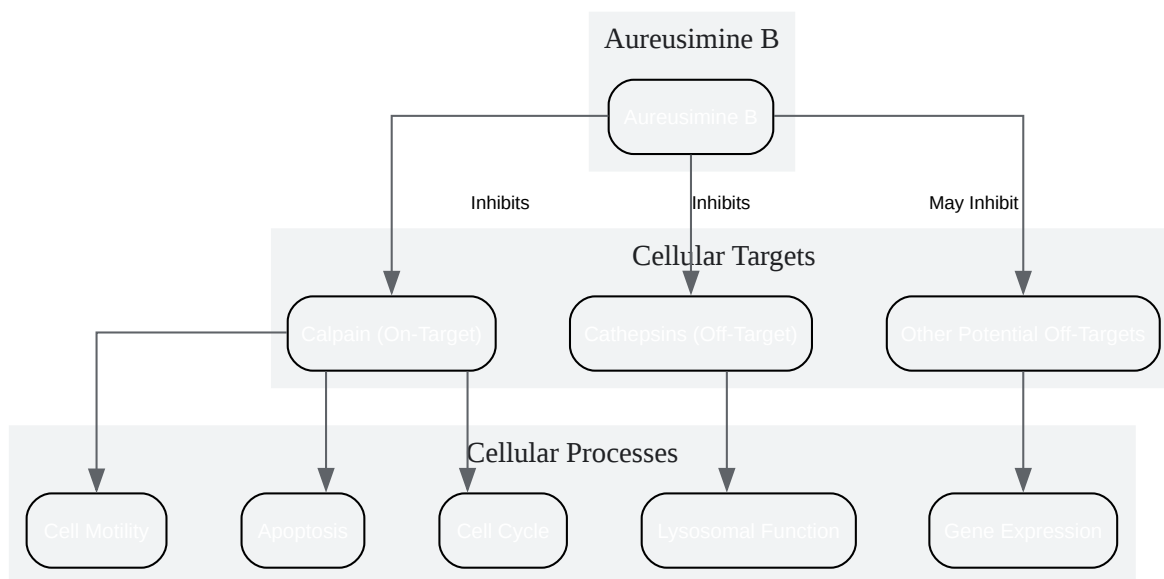 Aureusimine B
Aureusimine B
Inhibits
Inhibits
May Inhibit
Cellular Targets
Calpain (On-Target)
Cathepsins (Off-Target)
Other Potential Off-Targets
Cellular Processes
Cell Motility
Apoptosis
Cell Cycle
Lysosomal Function
Gene Expression